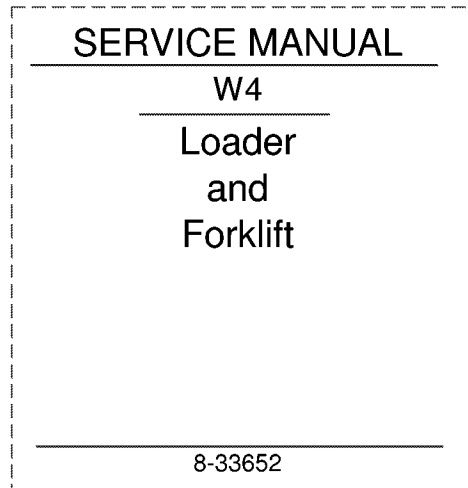 SERVICE MANUAL
W4
Loader
and
Forklift
8-33652